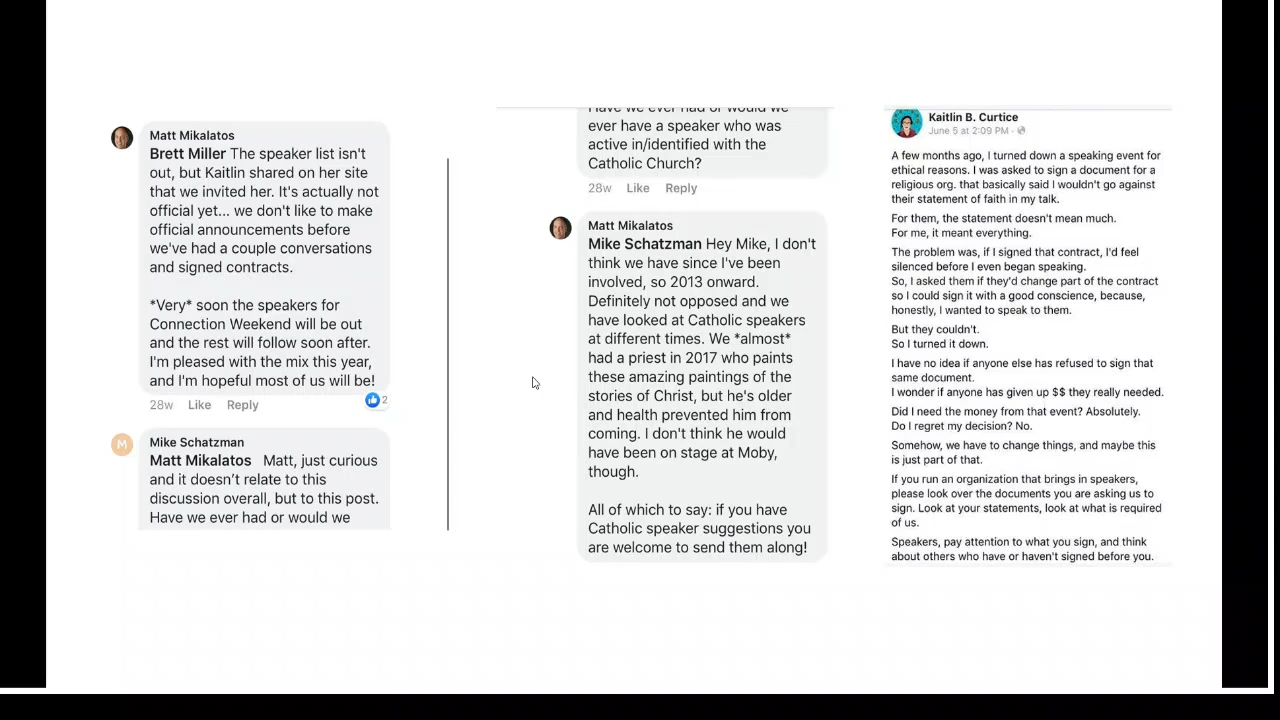 Matt Mikalatos
Brett Miller The speaker list isn't
out, but Kaitlin shared on her site
that we invited her. It's actually not
official yet... we don't like to make
official announcements before
we've had a couple conversations
and signed contracts.
*Very* soon the speakers for
Connection Weekend will be out
and the rest will follow soon after.
I'm pleased with the mix this year,
and I'm hopeful most of us will be!
28w Like Reply
2
M
Mike Schatzman
Matt Mikalatos Matt, just curious
and it doesn't relate to this
discussion overall, but to this post.
Have we ever had or would we
Have we ever had or would we
ever have a speaker who was
active in/identified with the
Catholic Church?
28w Like Reply
Matt Mikalatos
Mike Schatzman Hey Mike, I don't
think we have since I've been
involved, so 2013 onward.
Definitely not opposed and we
have looked at Catholic speakers
at different times. We *almost*
had a priest in 2017 who paints
these amazing paintings of the
stories of Christ, but he's older
and health prevented him from
coming. I don't think he would
have been on stage at Moby,
though.
All of which to say: if you have
Catholic speaker suggestions you
are welcome to send them along!
Kaitlin B. Curtice
June 5 at 2:09 PM ·
A few months ago, I turned down a speaking event for
ethical reasons. I was asked to sign a document for a
religious org. that basically said I wouldn't go against
their statement of faith in my talk.
For them, the statement doesn't mean much.
For me, it meant everything.
The problem was, if I signed that contract, I'd feel
silenced before I even began speaking.
So, I asked them if they'd change part of the contract
so I could sign it with a good conscience, because,
honestly, I wanted to speak to them.
But they couldn't.
So I turned it down.
I have no idea if anyone else has refused to sign that
same document.
I wonder if anyone has given up $$ they really needed.
Did I need the money from that event? Absolutely.
Do I regret my decision? No.
Somehow, we have to change things, and maybe this
is just part of that.
If you run an organization that brings in speakers,
please look over the documents you are asking us to
sign. Look at your statements, look at what is required
of us.
Speakers, pay attention to what you sign, and think
about others who have or haven't signed before you.